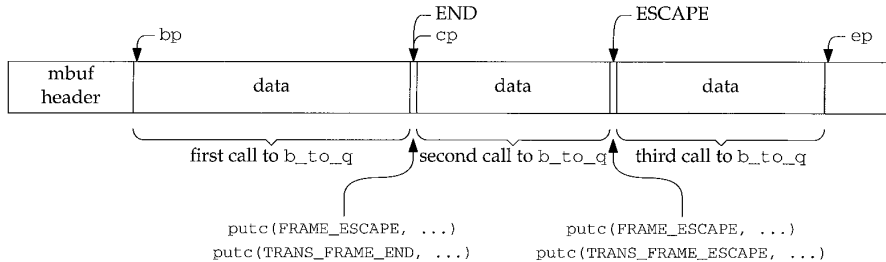 END
ESCAPE
bp
cp
ep
mbuf
header
data
data
data
first call to b_to_q
second call to b_to_q
third call to b_to_q
putc(FRAME_ESCAPE, ...)
putc(TRANS_FRAME_END, ...)
putc(FRAME_ESCAPE, ...)
putc(TRANS_FRAME_ESCAPE, ...)